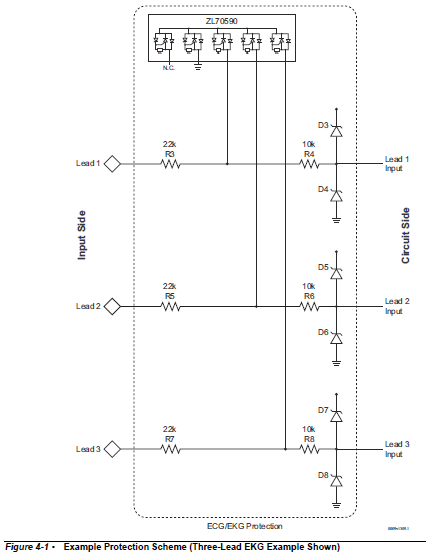 ZL70590
N.C.
D3
22k
R3
10k
R4
Lead 1
Lead 1
Input
D4
Input Side
Circuit Side
D5
22k
R5
10k
R6
Lead 2
Lead 2
Input
D6
D7
22k
R7
10k
R8
Lead 3
Lead 3
Input
D8
ECG/EKG Protection
Figure 4-1 • Example Protection Scheme (Three-Lead EKG Example Shown)